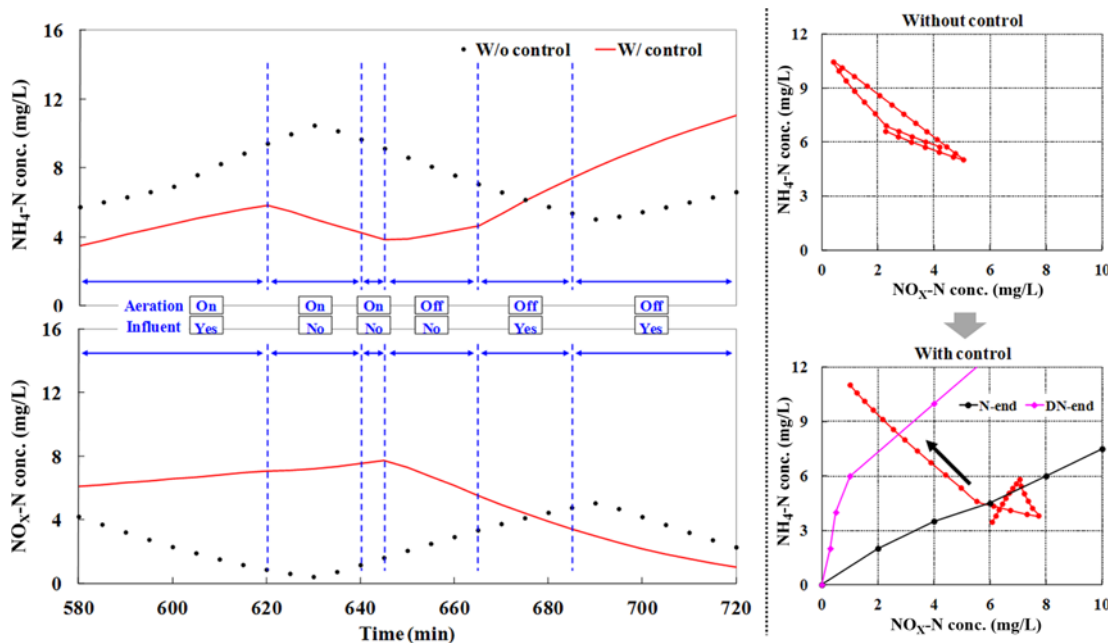 16
12
8
4
0
NH₄-N conc. (mg/L)
W/o control
W/ control
Aeration On On On Off Off Off
Influent Yes No No No Yes Yes
16
12
8
4
0
NOX-N conc. (mg/L)
580 600 620 640 660 680 700 720
Time (min)
Without control
12
9
6
3
0
NH₄-N conc. (mg/L)
0 2 4 6 8 10
NOX-N conc. (mg/L)
With control
12
9
6
3
0
NH₄-N conc. (mg/L)
N-end DN-end
0 2 4 6 8 10
NOX-N conc. (mg/L)